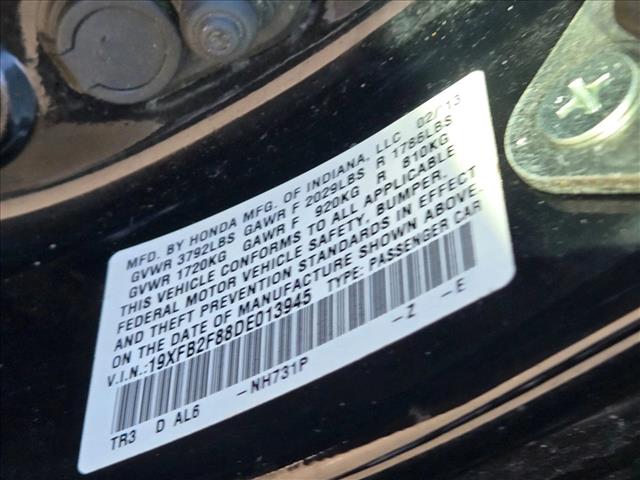 MFD. BY HONDA MFG. OF INDIANA, LLC 02/13
GVWR 3792LBS GAWR F 2029LBS R 1786LBS
GVWR 1720KG GAWR F 920KG R 810KG
THIS VEHICLE CONFORMS TO ALL APPLICABLE
FEDERAL MOTOR VEHICLE SAFETY, BUMPER,
AND THEFT PREVENTION STANDARDS IN EFFECT
ON THE DATE OF MANUFACTURE SHOWN ABOVE.
V.I.N.:19XFB2F88DE013945 TYPE: PASSENGER CAR
TR3 D AL6 -NH731P -Z -E